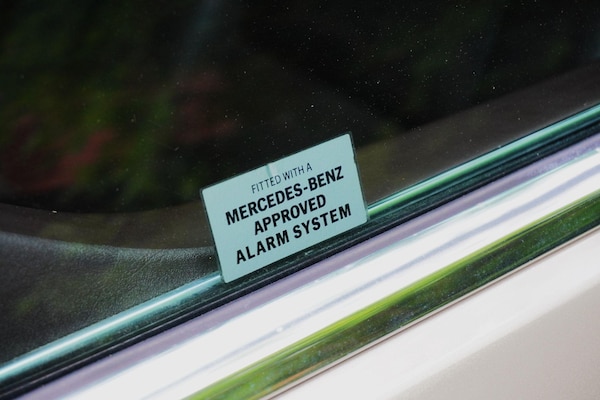 FITTED WITH A
MERCEDES-BENZ
APPROVED
ALARM SYSTEM